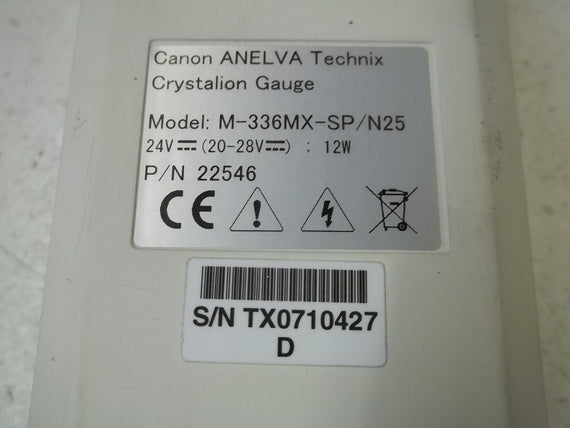 Canon ANELVA Technix
Crystalion Gauge
Model: M-336MX-SP/N25
24V⎓(20-28V⎓) ; 12W
P/N 22546
CE
S/N TX0710427
D